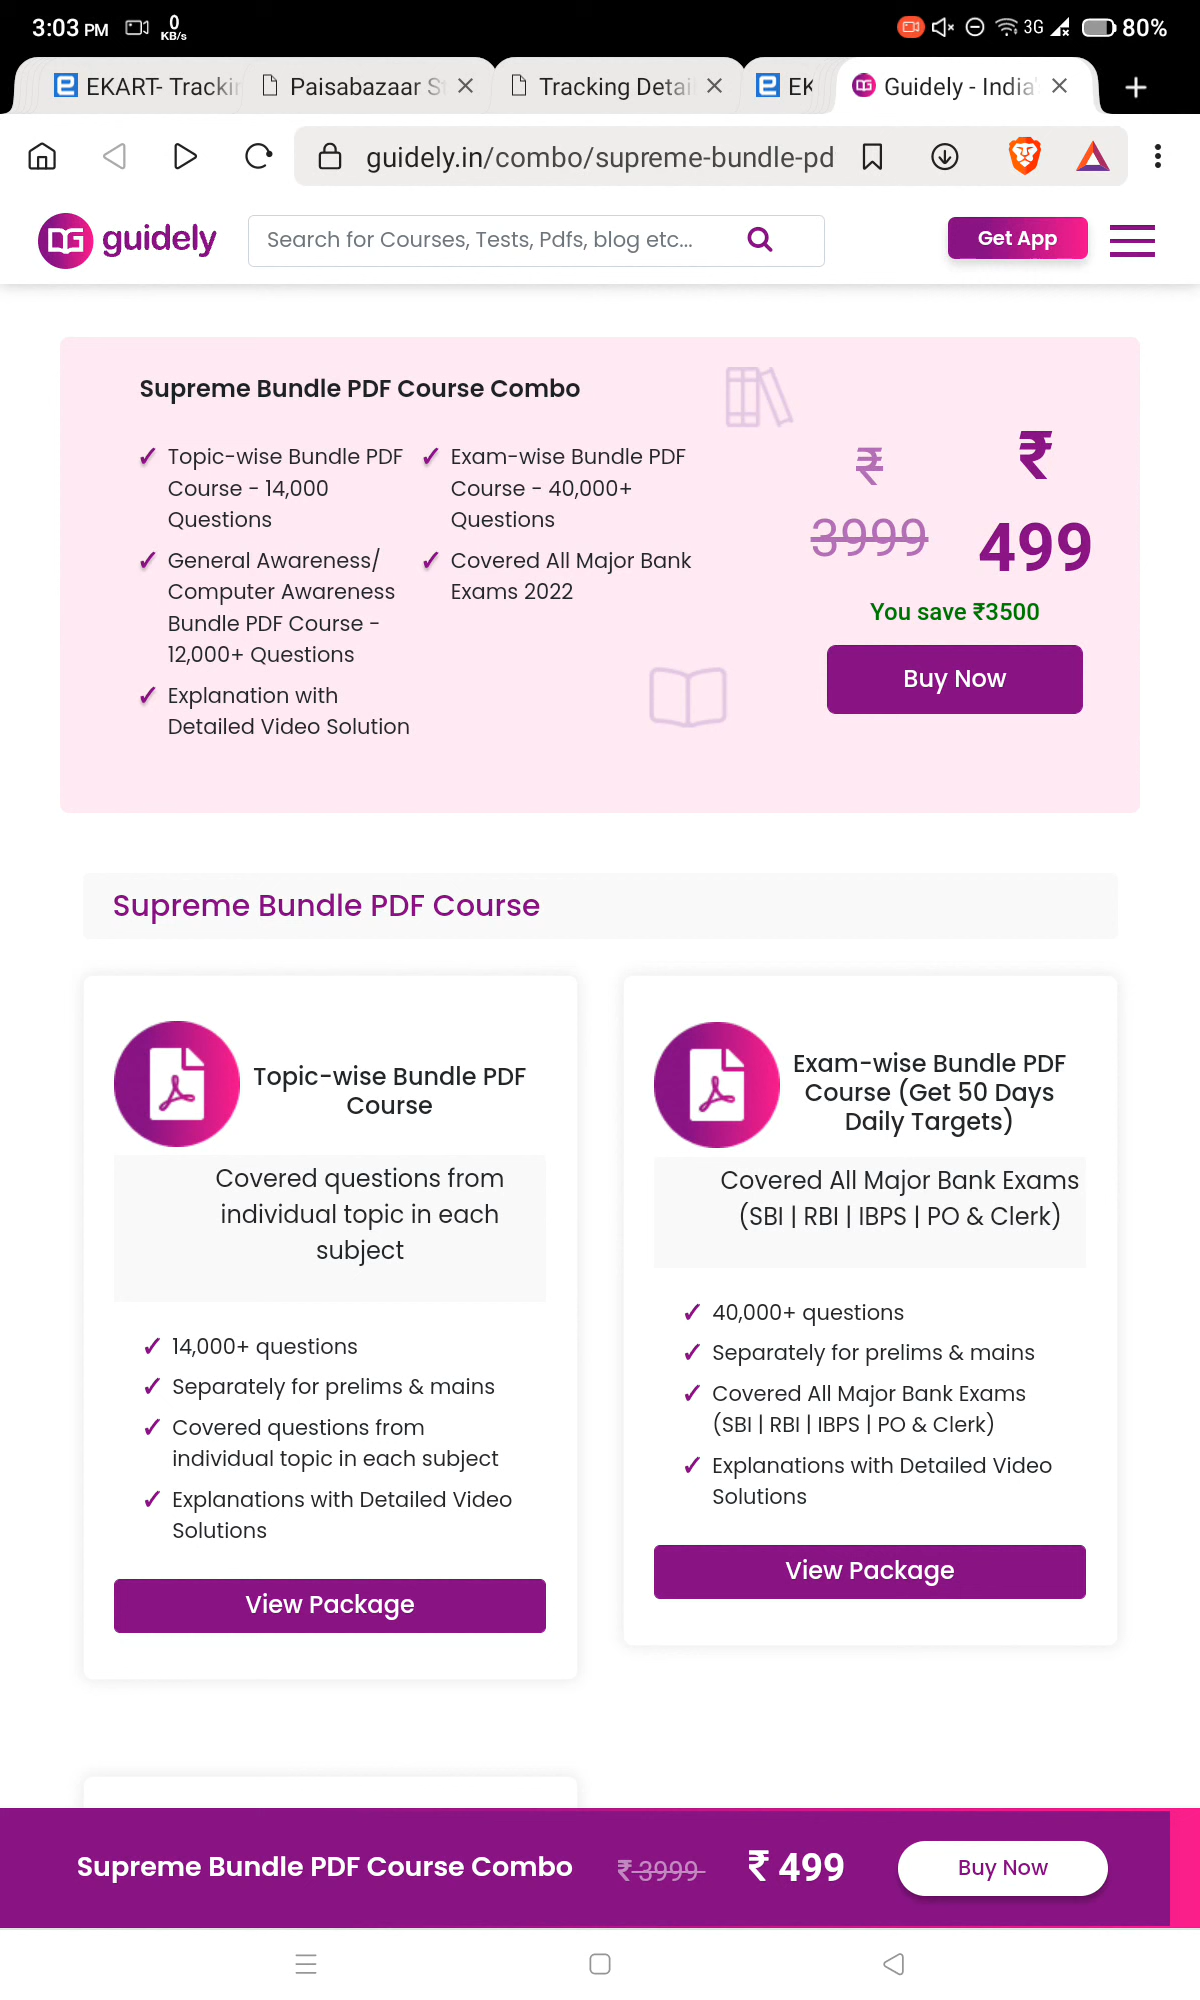 3:03 PM 0 KB/s 3G 80%
EKART- Trackin Paisabazaar S Tracking Detai EK Guidely - India'
guidely.in/combo/supreme-bundle-pd
DG guidely Search for Courses, Tests, Pdfs, blog etc... Get App
Supreme Bundle PDF Course Combo
✓ Topic-wise Bundle PDF
Course - 14,000
Questions
✓ Exam-wise Bundle PDF
Course - 40,000+
Questions
✓ General Awareness/
Computer Awareness
Bundle PDF Course -
12,000+ Questions
✓ Covered All Major Bank
Exams 2022
✓ Explanation with
Detailed Video Solution
₹
3999
₹
499
You save ₹3500
Buy Now
Supreme Bundle PDF Course
Topic-wise Bundle PDF
Course
Covered questions from
individual topic in each
subject
✓ 14,000+ questions
✓ Separately for prelims & mains
✓ Covered questions from
individual topic in each subject
✓ Explanations with Detailed Video
Solutions
View Package
Exam-wise Bundle PDF
Course (Get 50 Days
Daily Targets)
Covered All Major Bank Exams
(SBI | RBI | IBPS | PO & Clerk)
✓ 40,000+ questions
✓ Separately for prelims & mains
✓ Covered All Major Bank Exams
(SBI | RBI | IBPS | PO & Clerk)
✓ Explanations with Detailed Video
Solutions
View Package
Supreme Bundle PDF Course Combo ₹ 3999 ₹ 499 Buy Now